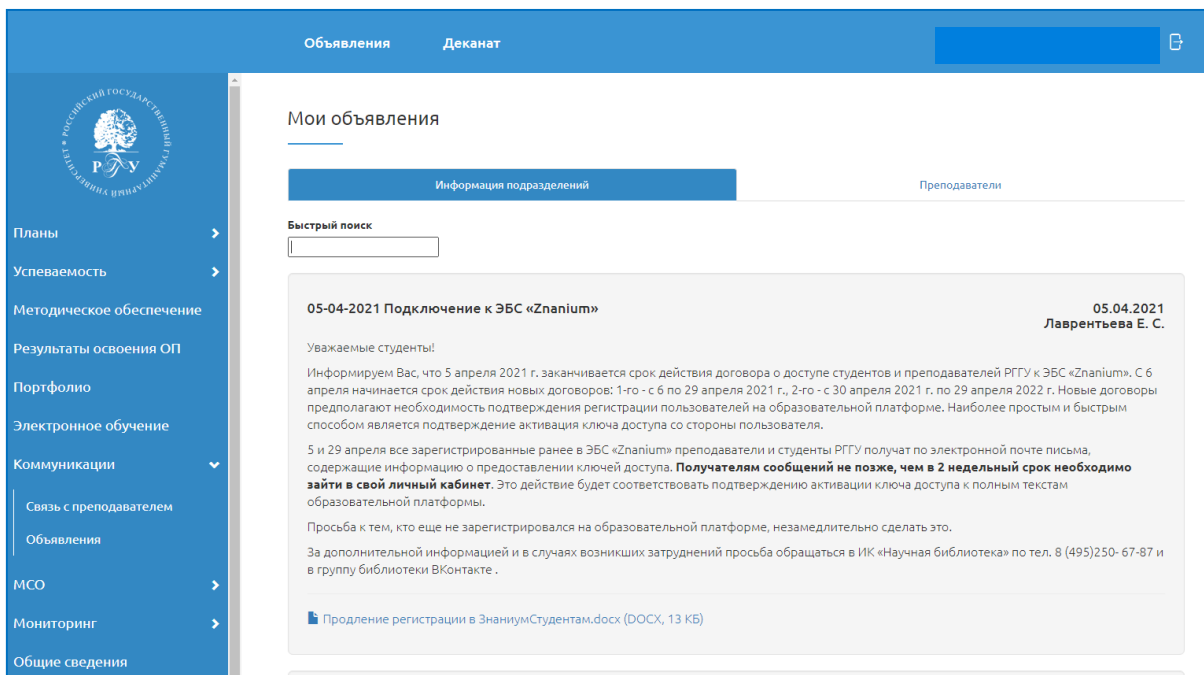 Объявления
Деканат
РОССИЙСКИЙ ГОСУДАРСТВЕННЫЙ ГУМАНИТАРНЫЙ УНИВЕРСИТЕТ
РГГУ
Планы
Успеваемость
Методическое обеспечение
Результаты освоения ОП
Портфолио
Электронное обучение
Коммуникации
Связь с преподавателем
Объявления
МСО
Мониторинг
Общие сведения
Мои объявления
Информация подразделений
Преподаватели
Быстрый поиск
05-04-2021 Подключение к ЭБС «Znanium»
05.04.2021
Лаврентьева Е. С.
Уважаемые студенты!
Информируем Вас, что 5 апреля 2021 г. заканчивается срок действия договора о доступе студентов и преподавателей РГГУ к ЭБС «Znanium». С 6
апреля начинается срок действия новых договоров: 1-го - с 6 по 29 апреля 2021 г., 2-го - с 30 апреля 2021 г. по 29 апреля 2022 г. Новые договоры
предполагают необходимость подтверждения регистрации пользователей на образовательной платформе. Наиболее простым и быстрым
способом является подтверждение активация ключа доступа со стороны пользователя.
5 и 29 апреля все зарегистрированные ранее в ЭБС «Znanium» преподаватели и студенты РГГУ получат по электронной почте письма,
содержащие информацию о предоставлении ключей доступа. Получателям сообщений не позже, чем в 2 недельный срок необходимо
зайти в свой личный кабинет. Это действие будет соответствовать подтверждению активации ключа доступа к полным текстам
образовательной платформы.
Просьба к тем, кто еще не зарегистрировался на образовательной платформе, незамедлительно сделать это.
За дополнительной информацией и в случаях возникших затруднений просьба обращаться в ИК «Научная библиотека» по тел. 8 (495)250- 67-87 и
в группу библиотеки ВКонтакте .
Продление регистрации в ЗнаниумСтудентам.docx (DOCX, 13 КБ)